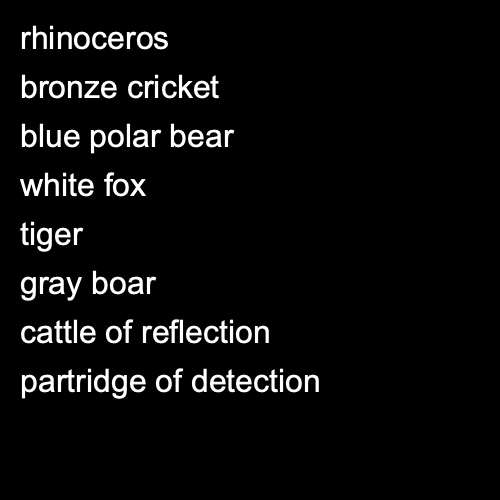 rhinoceros
bronze cricket
blue polar bear
white fox
tiger
gray boar
cattle of reflection
partridge of detection